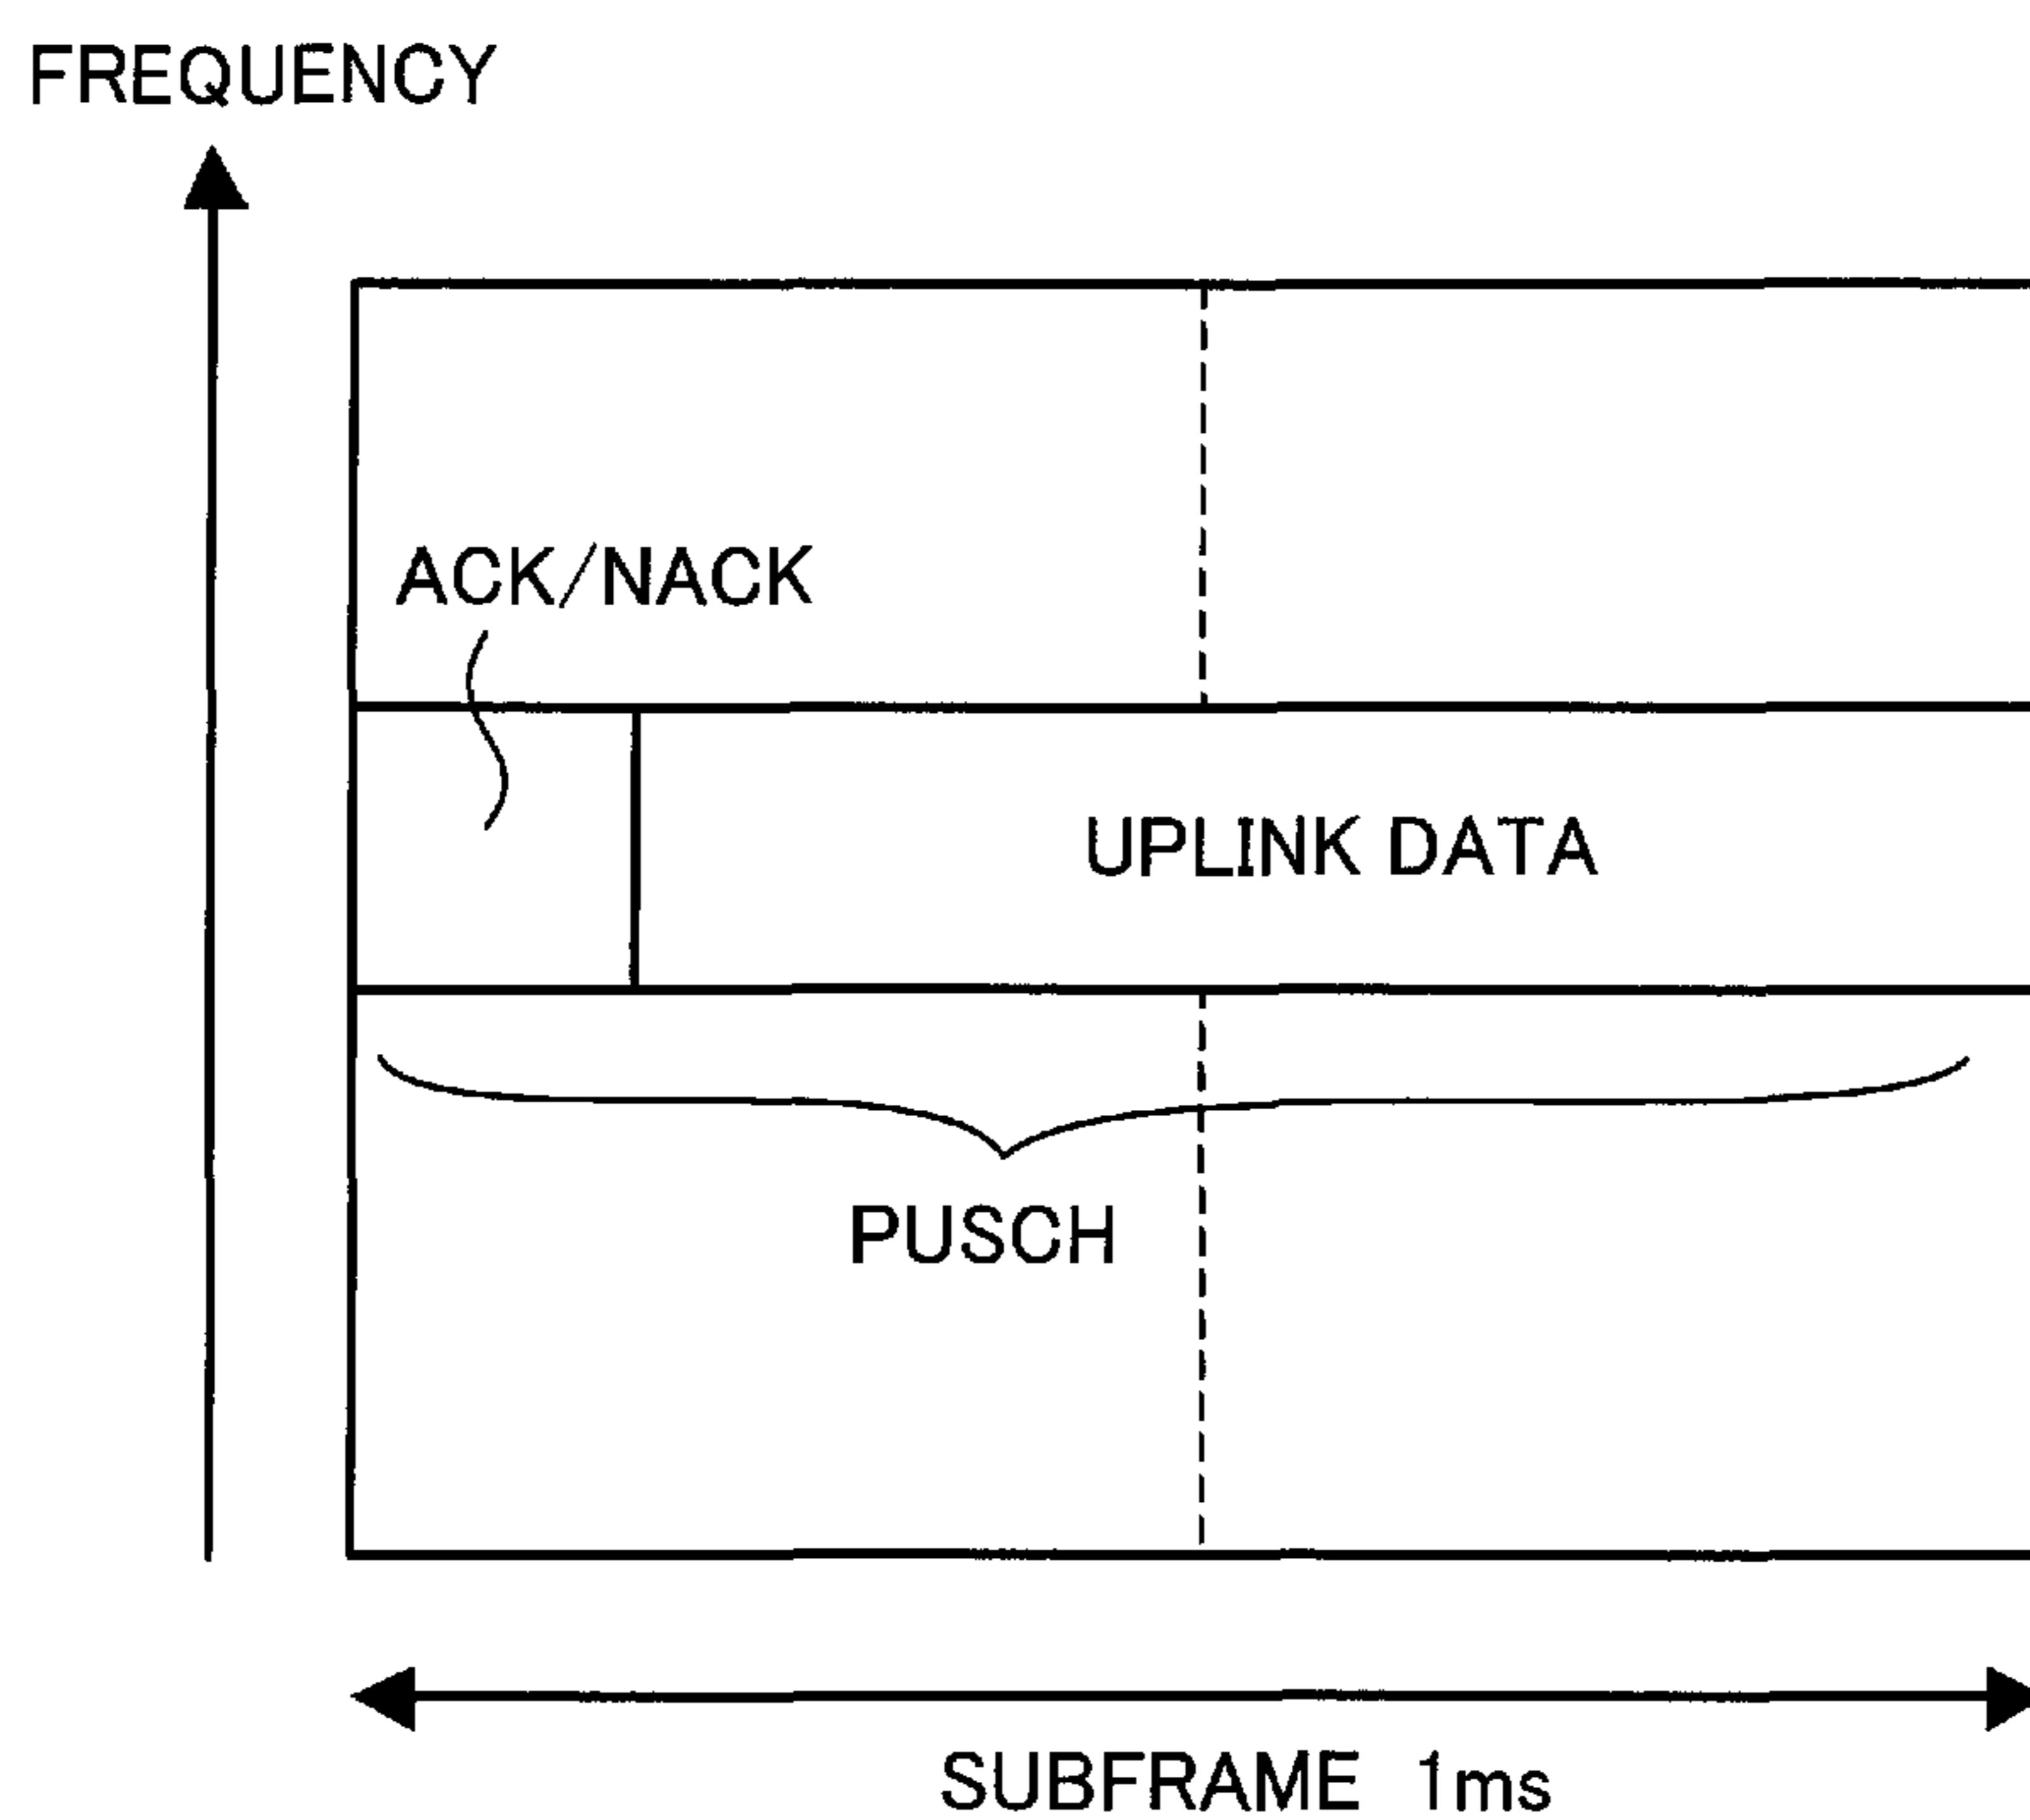 FREQUENCY
ACK/NACK
UPLINK DATA
PUSCH
SUBFRAME 1ms